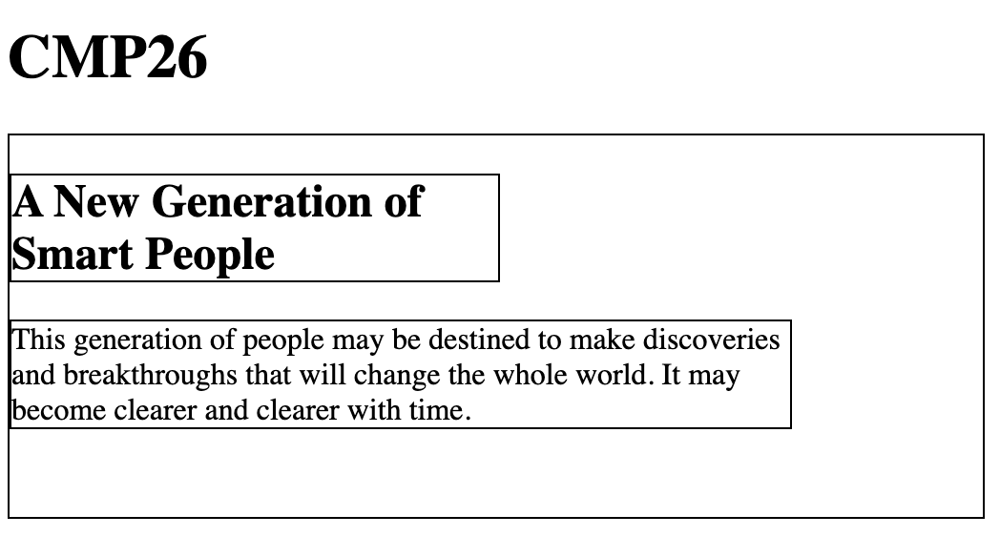 CMP26
A New Generation of
Smart People
This generation of people may be destined to make discoveries
and breakthroughs that will change the whole world. It may
become clearer and clearer with time.